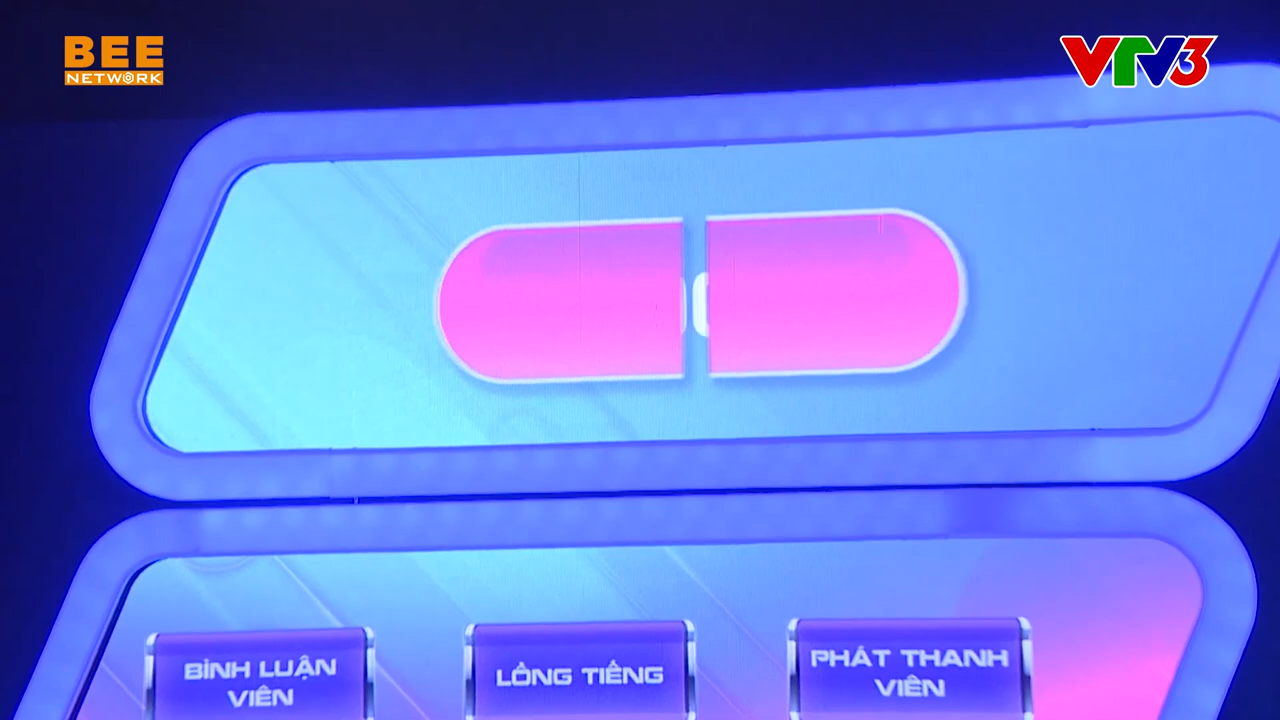 BEE
NETWORK
VTV3
BÌNH LUẬN
VIÊN
LỒNG TIẾNG
PHÁT THANH
VIÊN